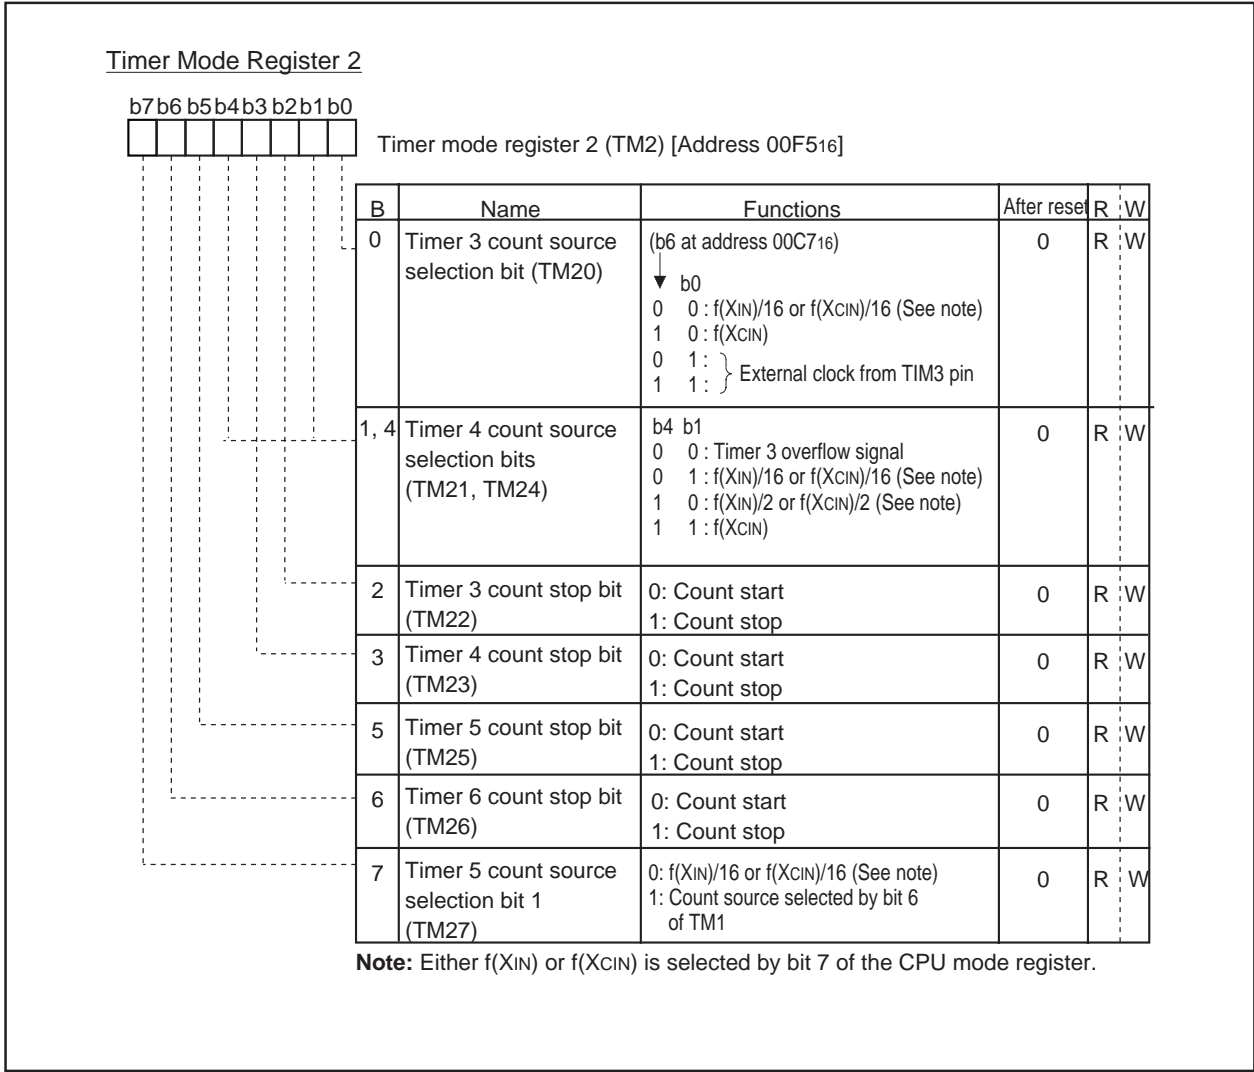 Timer Mode Register 2
b7b6 b5b4b3 b2b1b0
Timer mode register 2 (TM2) [Address 00F516]
B Name Functions After reset R W
0 Timer 3 count source selection bit (TM20)
(b6 at address 00C716)
b0
0 0 : f(XIN)/16 or f(XCIN)/16 (See note)
1 0 : f(XCIN)
0 1 :
1 1 :
External clock from TIM3 pin
0 R W
1, 4 Timer 4 count source
selection bits
(TM21, TM24)
b4 b1
0 0 : Timer 3 overflow signal
0 1 : f(XIN)/16 or f(XCIN)/16 (See note)
1 0 : f(XIN)/2 or f(XCIN)/2 (See note)
1 1 : f(XCIN)
0 R W
2 Timer 3 count stop bit
(TM22)
0: Count start
1: Count stop
0 R W
3 Timer 4 count stop bit
(TM23)
0: Count start
1: Count stop
0 R W
5 Timer 5 count stop bit
(TM25)
0: Count start
1: Count stop
0 R W
6 Timer 6 count stop bit
(TM26)
0: Count start
1: Count stop
0 R W
7 Timer 5 count source
selection bit 1
(TM27)
0: f(XIN)/16 or f(XCIN)/16 (See note)
1: Count source selected by bit 6
of TM1
0 R W
Note: Either f(XIN) or f(XCIN) is selected by bit 7 of the CPU mode register.